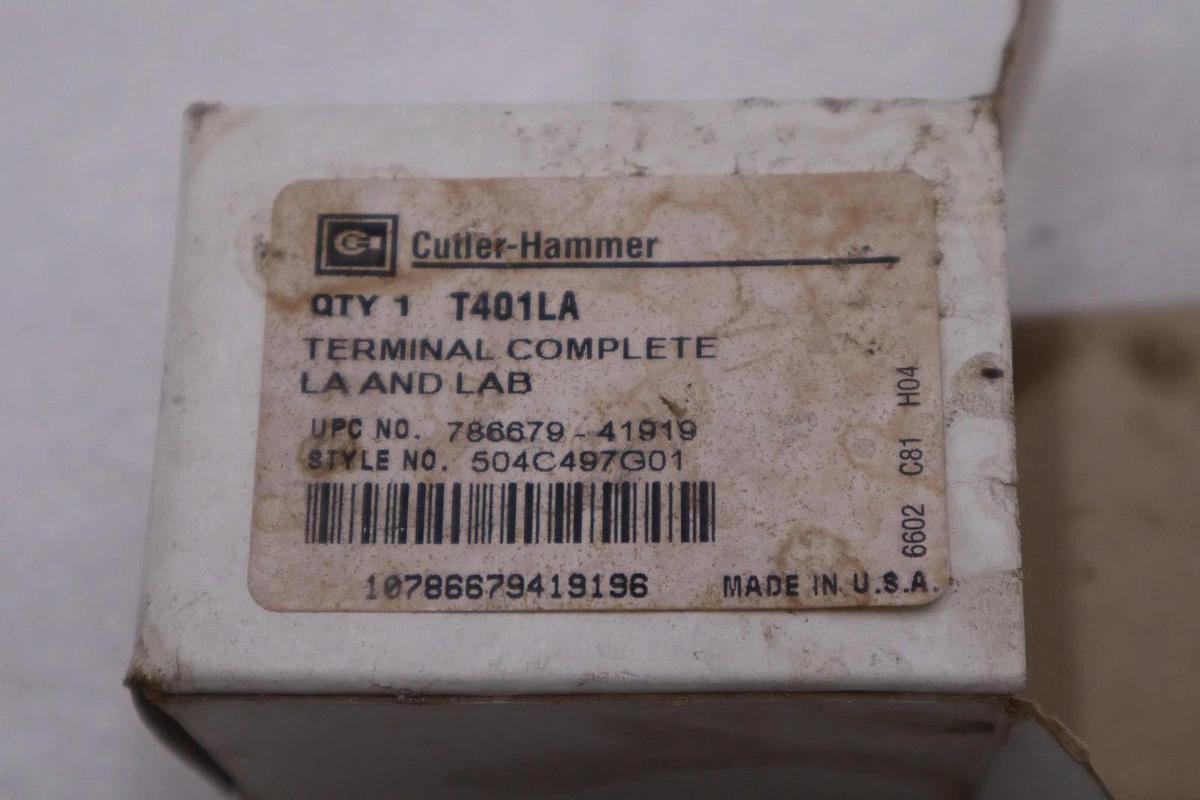 Cutler-Hammer
QTY 1 T401LA
TERMINAL COMPLETE
LA AND LAB
UPC NO. 786679-41919
STYLE NO. 504C497G01
10786679419196
MADE IN U.S.A.
6602 C81 H04